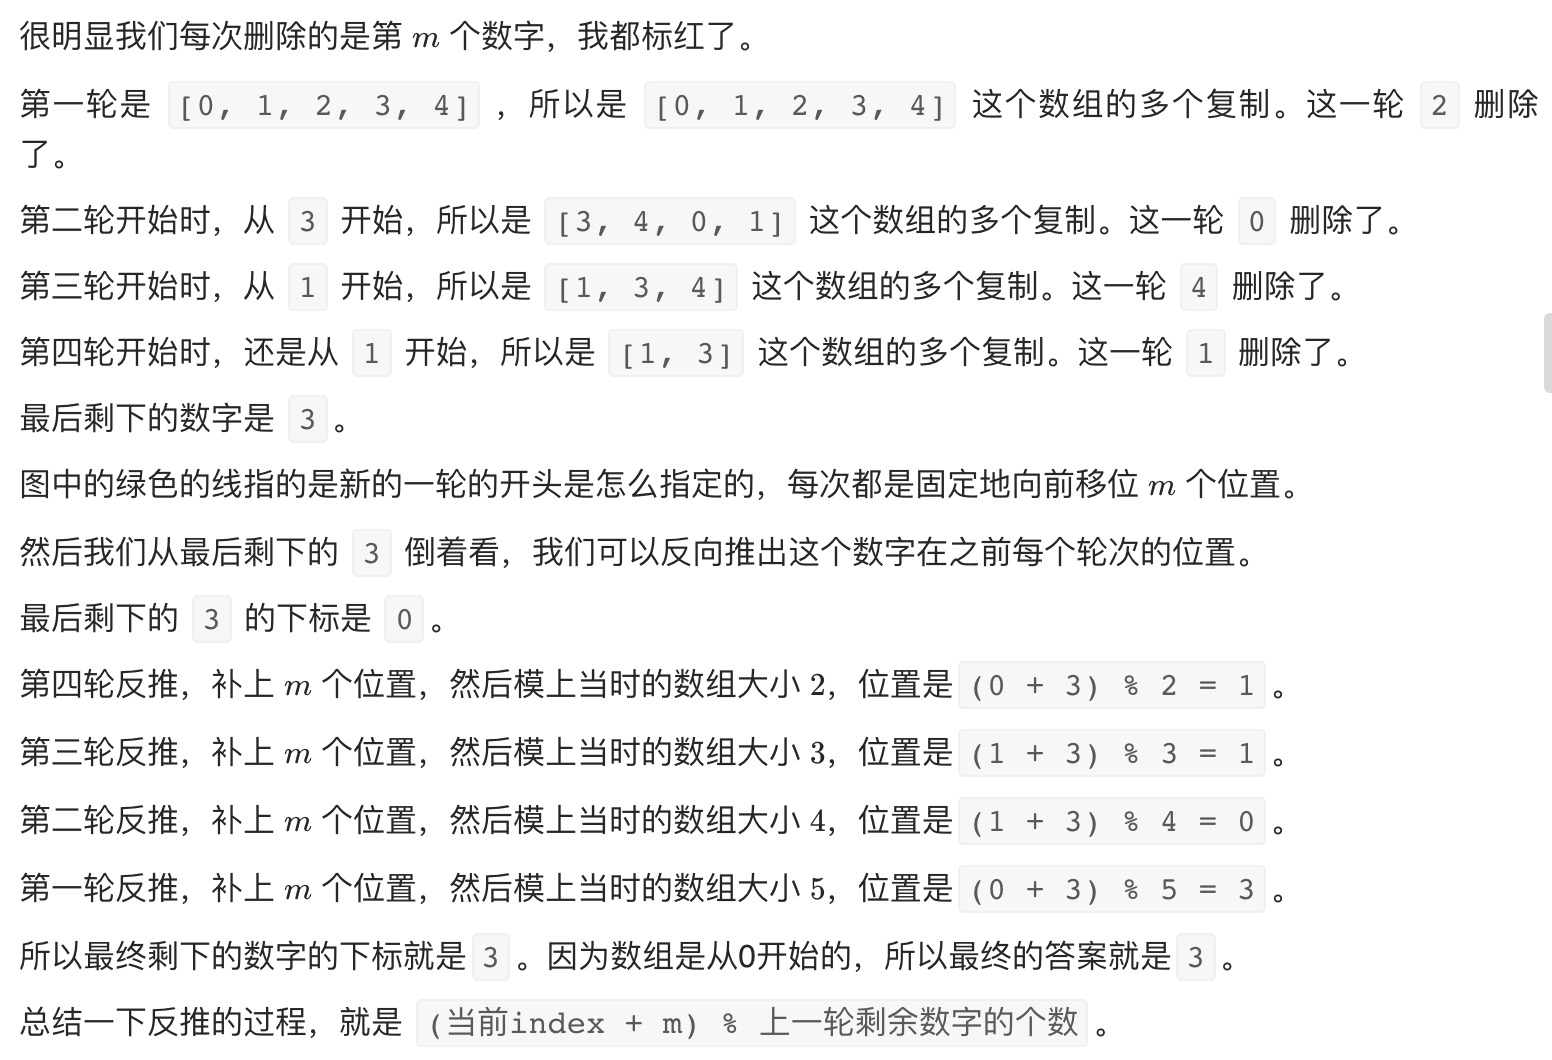 很明显我们每次删除的是第 m 个数字，我都标红了。
第一轮是 [0, 1, 2, 3, 4] ，所以是 [0, 1, 2, 3, 4] 这个数组的多个复制。这一轮 2 删除
了。
第二轮开始时，从 3 开始，所以是 [3, 4, 0, 1] 这个数组的多个复制。这一轮 0 删除了。
第三轮开始时，从 1 开始，所以是 [1, 3, 4] 这个数组的多个复制。这一轮 4 删除了。
第四轮开始时，还是从 1 开始，所以是 [1, 3] 这个数组的多个复制。这一轮 1 删除了。
最后剩下的数字是 3 。
图中的绿色的线指的是新的一轮的开头是怎么指定的，每次都是固定地向前移位 m 个位置。
然后我们从最后剩下的 3 倒着看，我们可以反向推出这个数字在之前每个轮次的位置。
最后剩下的 3 的下标是 0 。
第四轮反推，补上 m 个位置，然后模上当时的数组大小 2，位置是 (0 + 3) % 2 = 1 。
第三轮反推，补上 m 个位置，然后模上当时的数组大小 3，位置是 (1 + 3) % 3 = 1 。
第二轮反推，补上 m 个位置，然后模上当时的数组大小 4，位置是 (1 + 3) % 4 = 0 。
第一轮反推，补上 m 个位置，然后模上当时的数组大小 5，位置是 (0 + 3) % 5 = 3 。
所以最终剩下的数字的下标就是 3 。因为数组是从0开始的，所以最终的答案就是 3 。
总结一下反推的过程，就是 (当前index + m) % 上一轮剩余数字的个数 。